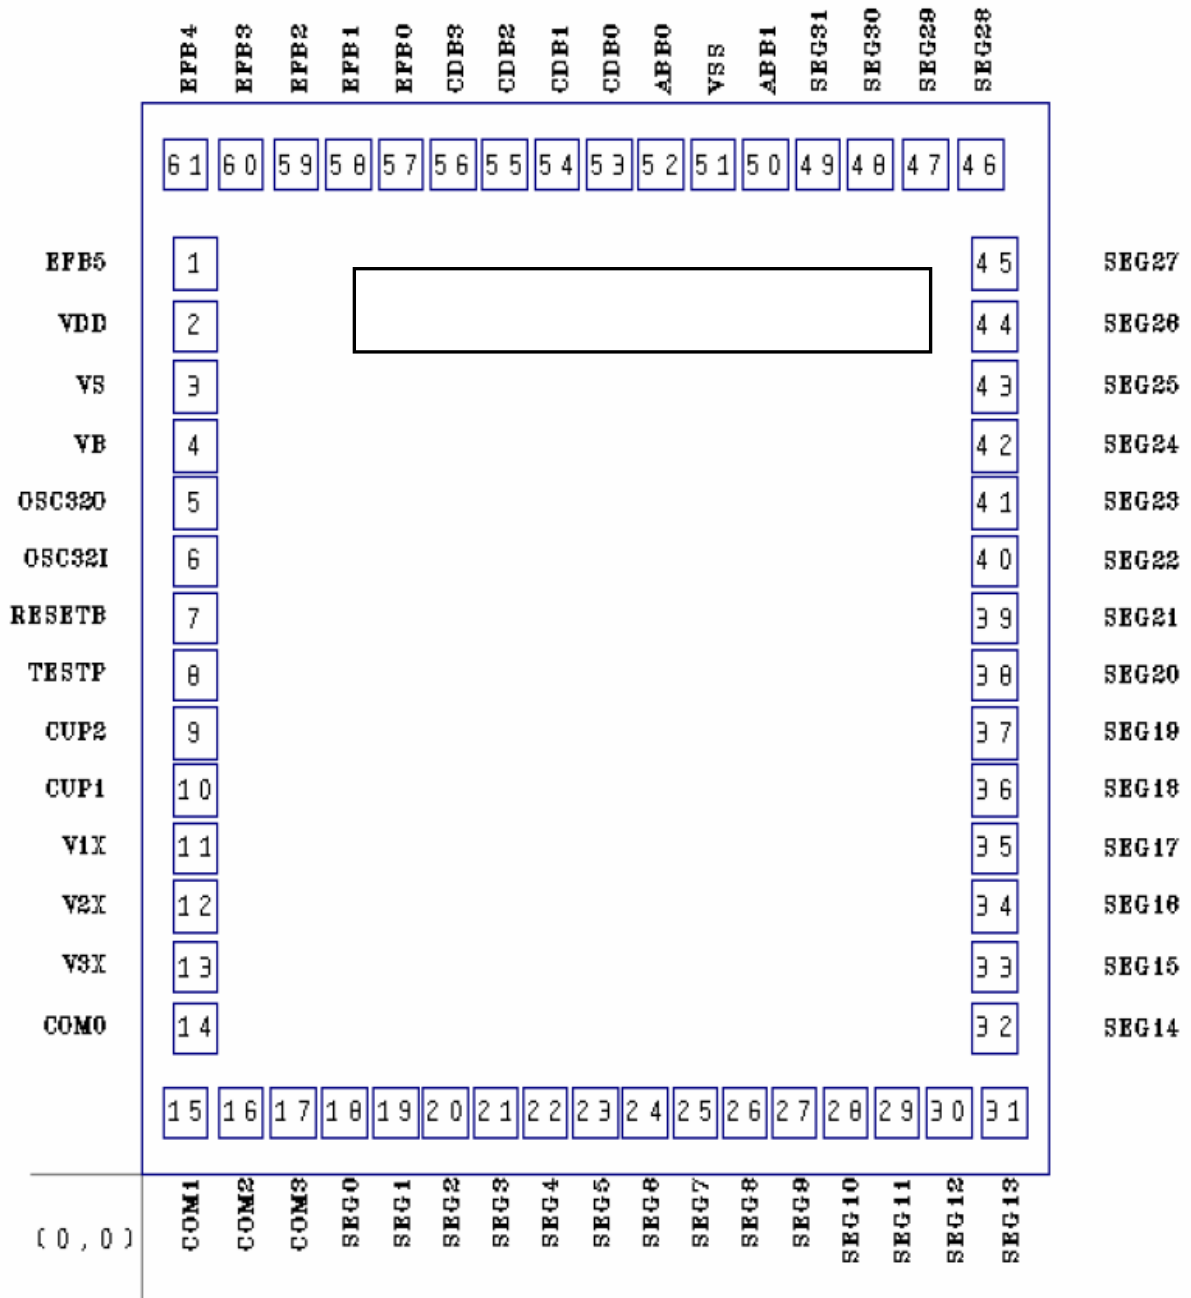 EFB4 EFB3 EFB2 EFB1 EFB0 CDB3 CDB2 CDB1 CDB0 ABB0 VSS ABB1 SEG31 SEG30 SEG29 SEG28
61 60 59 58 57 56 55 54 53 52 51 50 49 48 47 46
EFB5 1 45 SEG27
VDD 2 44 SEG26
VS 3 43 SEG25
VB 4 42 SEG24
OSC32O 5 41 SEG23
OSC32I 6 40 SEG22
RESETB 7 39 SEG21
TESTP 8 38 SEG20
CUP2 9 37 SEG19
CUP1 10 36 SEG18
V1X 11 35 SEG17
V2X 12 34 SEG16
V3X 13 33 SEG15
COM0 14 32 SEG14
15 16 17 18 19 20 21 22 23 24 25 26 27 28 29 30 31
COM1 COM2 COM3 SEG0 SEG1 SEG2 SEG3 SEG4 SEG5 SEG6 SEG7 SEG8 SEG9 SEG10 SEG11 SEG12 SEG13
(0,0)